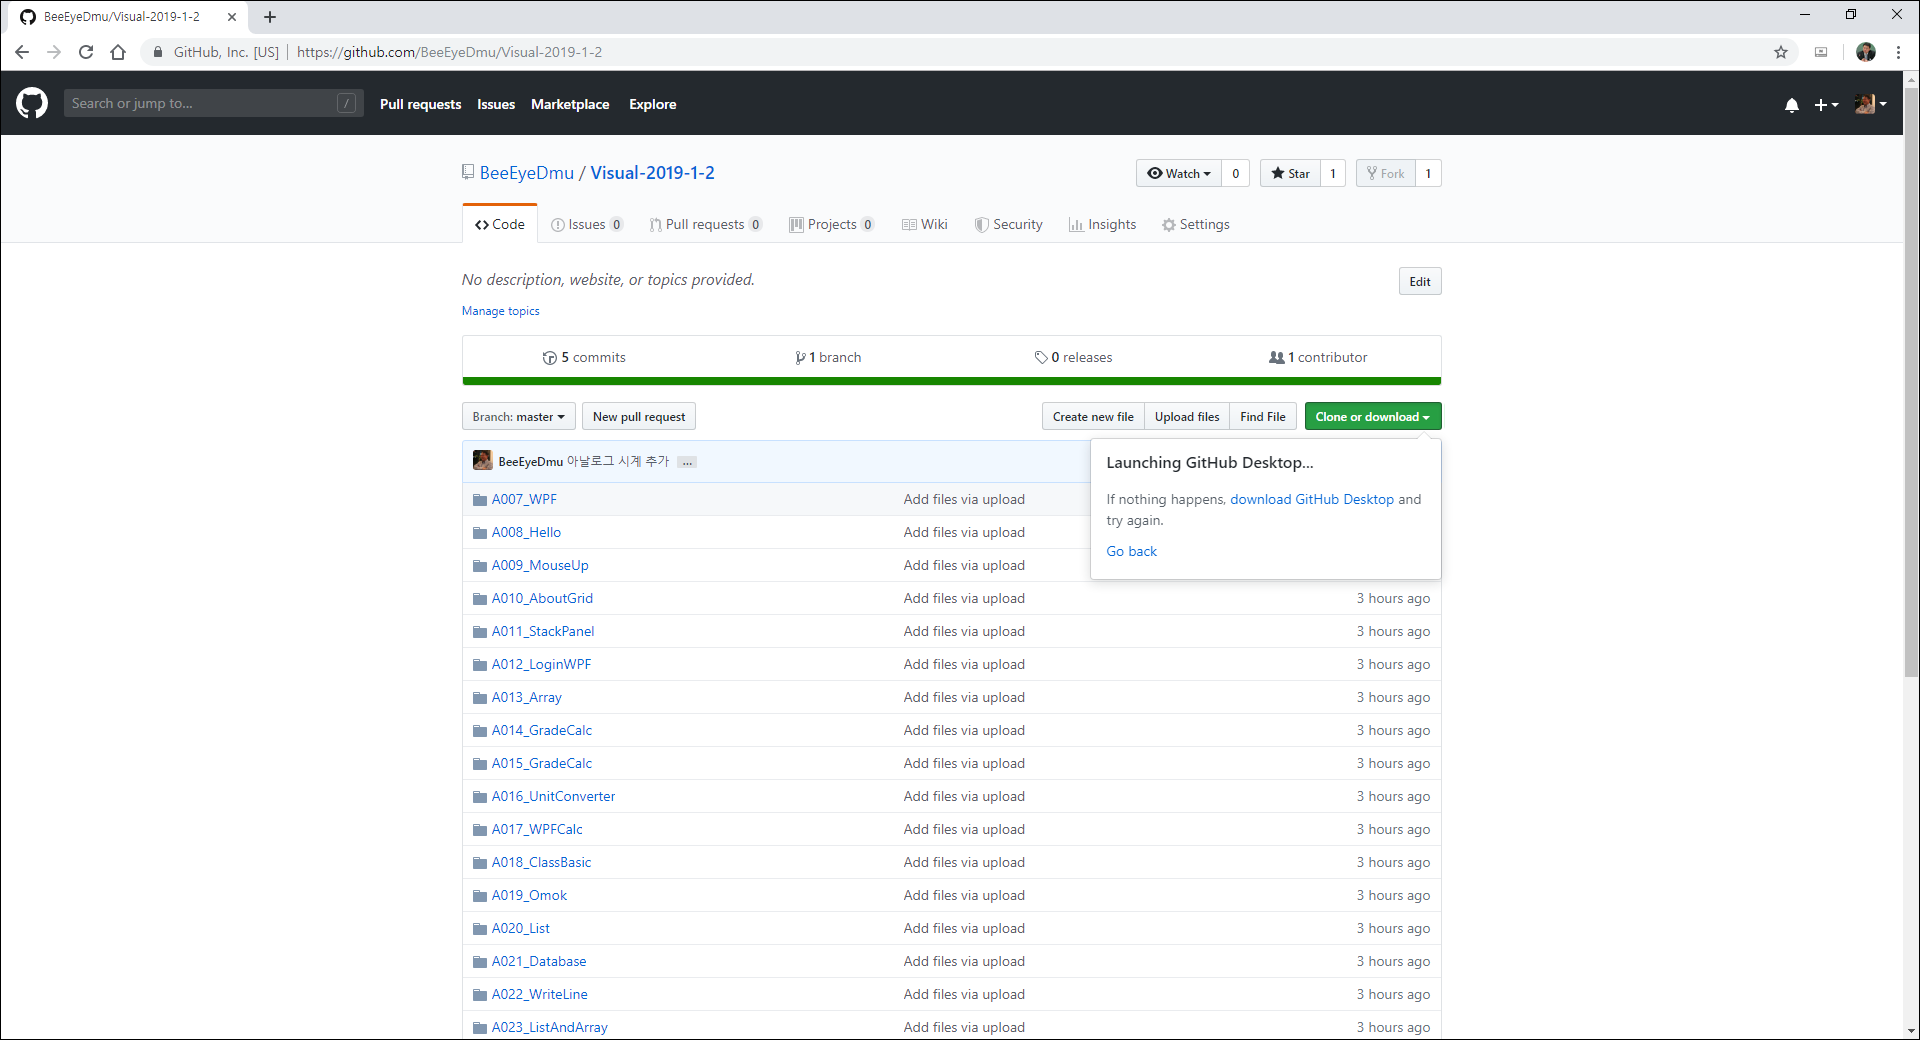 BeeEyeDmu/Visual-2019-1-2
GitHub, Inc. [US] | https://github.com/BeeEyeDmu/Visual-2019-1-2
Search or jump to... / Pull requests Issues Marketplace Explore
BeeEyeDmu / Visual-2019-1-2 Watch 0 Star 1 Fork 1
Code Issues 0 Pull requests 0 Projects 0 Wiki Security Insights Settings
No description, website, or topics provided. Edit
Manage topics
5 commits 1 branch 0 releases 1 contributor
Branch: master New pull request Create new file Upload files Find File Clone or download
BeeEyeDmu 아날로그 시계 추가 ...
Launching GitHub Desktop...
If nothing happens, download GitHub Desktop and
try again.
Go back
A007_WPF Add files via upload
A008_Hello Add files via upload
A009_MouseUp Add files via upload
A010_AboutGrid Add files via upload 3 hours ago
A011_StackPanel Add files via upload 3 hours ago
A012_LoginWPF Add files via upload 3 hours ago
A013_Array Add files via upload 3 hours ago
A014_GradeCalc Add files via upload 3 hours ago
A015_GradeCalc Add files via upload 3 hours ago
A016_UnitConverter Add files via upload 3 hours ago
A017_WPFCalc Add files via upload 3 hours ago
A018_ClassBasic Add files via upload 3 hours ago
A019_Omok Add files via upload 3 hours ago
A020_List Add files via upload 3 hours ago
A021_Database Add files via upload 3 hours ago
A022_WriteLine Add files via upload 3 hours ago
A023_ListAndArray Add files via upload 3 hours ago